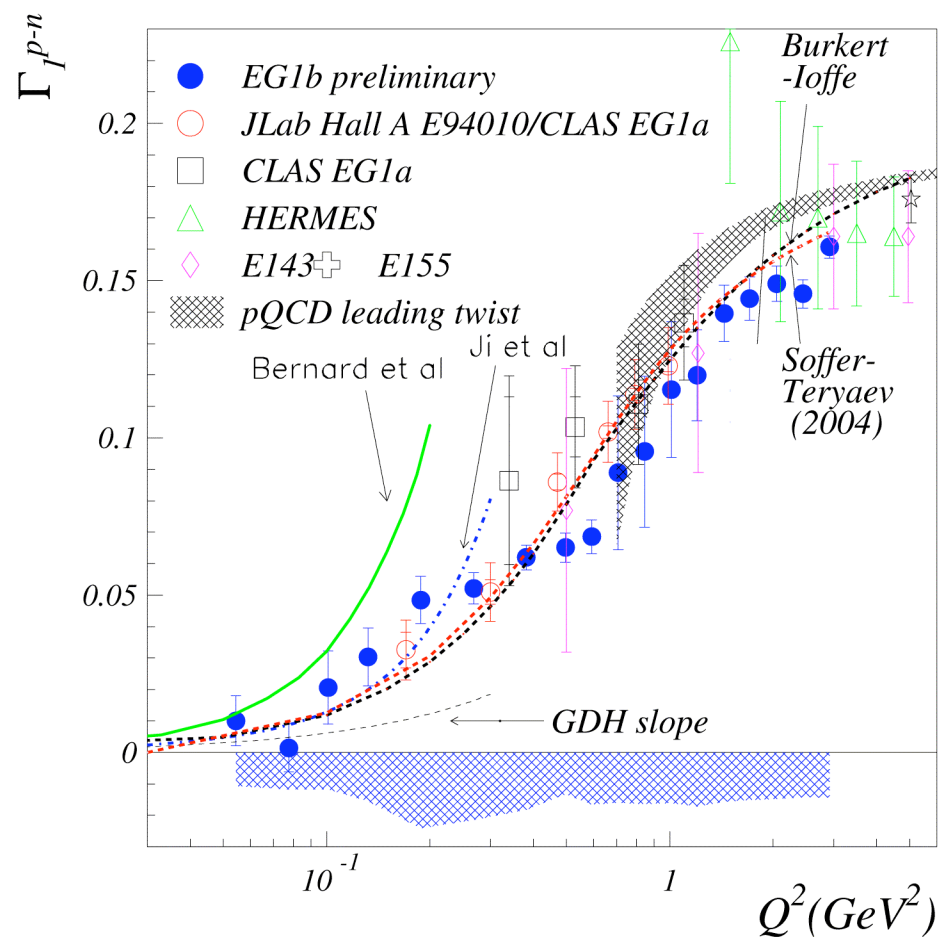 Γ1 p-n
EG1b preliminary
JLab Hall A E94010/CLAS EG1a
CLAS EG1a
HERMES
E143 E155
pQCD leading twist
Bernard et al
Ji et al
Burkert
-Ioffe
Soffer-
Teryaev
(2004)
GDH slope
0.2
0.15
0.1
0.05
0
10 -1
1
Q2(GeV2)